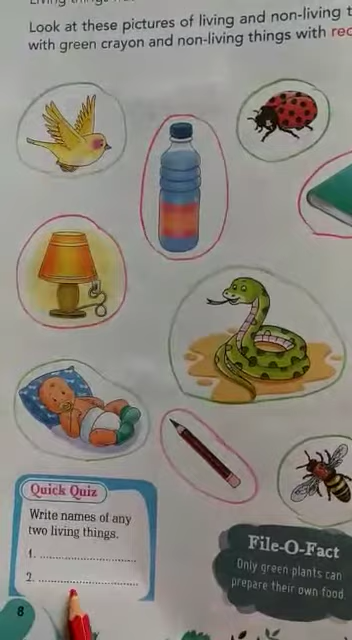 Look at these pictures of living and non-living
with green crayon and non-living things with red
Quick Quiz
Write names of any
two living things.
1. ........................
2. ........................
File-O-Fact
Only green plants can
prepare their own food
8